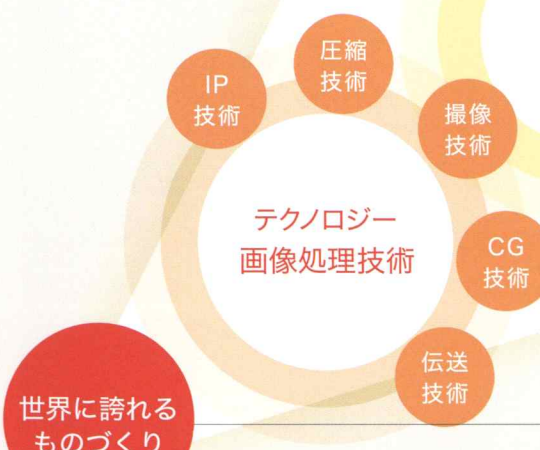 圧縮
技術
IP
技術
撮像
技術
テクノロジー
画像処理技術
CG
技術
伝送
技術
世界に誇れる
ものづくり